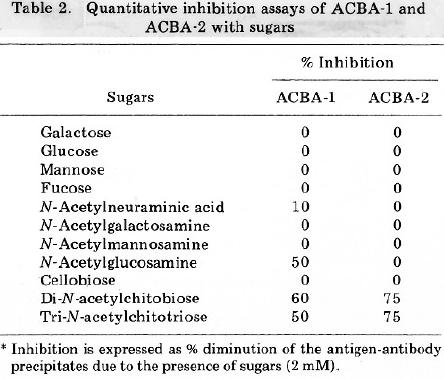 Table 2. Quantitative inhibition assays of ACBA-1 and
ACBA-2 with sugars
% Inhibition
Sugars ACBA-1 ACBA-2
Galactose 0 0
Glucose 0 0
Mannose 0 0
Fucose 0 0
N-Acetylneuraminic acid 10 0
N-Acetylgalactosamine 0 0
N-Acetylmannosamine 0 0
N-Acetylglucosamine 50 0
Cellobiose 0 0
Di-N-acetylchitobiose 60 75
Tri-N-acetylchitotriose 50 75
* Inhibition is expressed as % diminution of the antigen-antibody
precipitates due to the presence of sugars (2 mM).